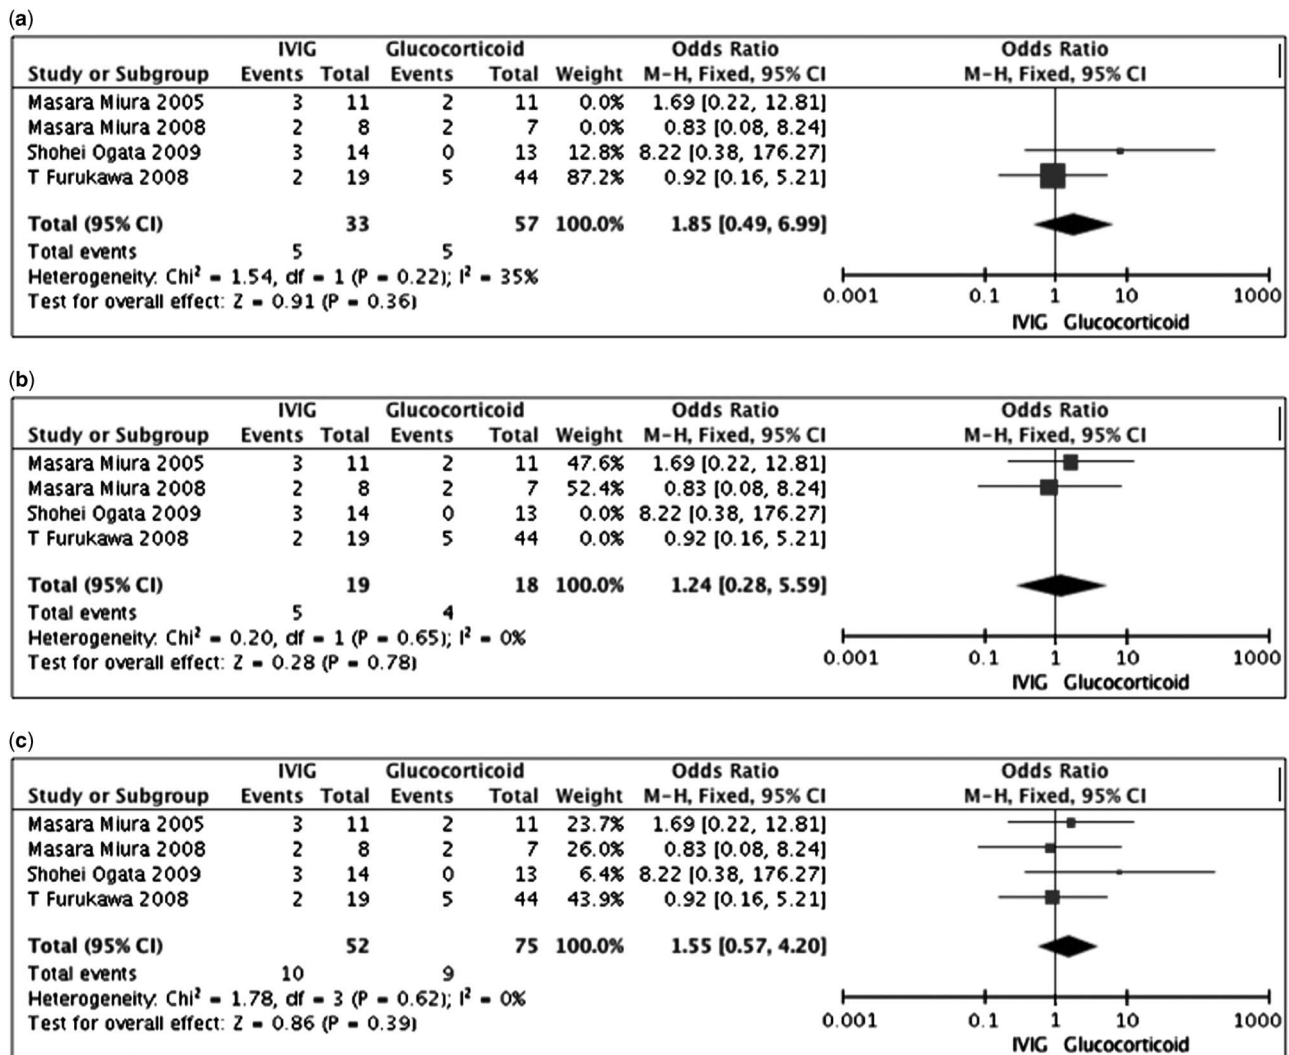 (a)
IVIG Glucocorticoid Odds Ratio Odds Ratio
Study or Subgroup Events Total Events Total Weight M-H, Fixed, 95% CI M-H, Fixed, 95% CI
Masara Miura 2005 3 11 2 11 0.0% 1.69 [0.22, 12.81]
Masara Miura 2008 2 8 2 7 0.0% 0.83 [0.08, 8.24]
Shohei Ogata 2009 3 14 0 13 12.8% 8.22 [0.38, 176.27]
T Furukawa 2008 2 19 5 44 87.2% 0.92 [0.16, 5.21]
Total (95% CI) 33 57 100.0% 1.85 [0.49, 6.99]
Total events 5 5
Heterogeneity: Chi² = 1.54, df = 1 (P = 0.22); I² = 35%
Test for overall effect: Z = 0.91 (P = 0.36)
0.001 0.1 1 10 1000
IVIG Glucocorticoid
(b)
IVIG Glucocorticoid Odds Ratio Odds Ratio
Study or Subgroup Events Total Events Total Weight M-H, Fixed, 95% CI M-H, Fixed, 95% CI
Masara Miura 2005 3 11 2 11 47.6% 1.69 [0.22, 12.81]
Masara Miura 2008 2 8 2 7 52.4% 0.83 [0.08, 8.24]
Shohei Ogata 2009 3 14 0 13 0.0% 8.22 [0.38, 176.27]
T Furukawa 2008 2 19 5 44 0.0% 0.92 [0.16, 5.21]
Total (95% CI) 19 18 100.0% 1.24 [0.28, 5.59]
Total events 5 4
Heterogeneity: Chi² = 0.20, df = 1 (P = 0.65); I² = 0%
Test for overall effect: Z = 0.28 (P = 0.78)
0.001 0.1 1 10 1000
IVIG Glucocorticoid
(c)
IVIG Glucocorticoid Odds Ratio Odds Ratio
Study or Subgroup Events Total Events Total Weight M-H, Fixed, 95% CI M-H, Fixed, 95% CI
Masara Miura 2005 3 11 2 11 23.7% 1.69 [0.22, 12.81]
Masara Miura 2008 2 8 2 7 26.0% 0.83 [0.08, 8.24]
Shohei Ogata 2009 3 14 0 13 6.4% 8.22 [0.38, 176.27]
T Furukawa 2008 2 19 5 44 43.9% 0.92 [0.16, 5.21]
Total (95% CI) 52 75 100.0% 1.55 [0.57, 4.20]
Total events 10 9
Heterogeneity: Chi² = 1.78, df = 3 (P = 0.62); I² = 0%
Test for overall effect: Z = 0.86 (P = 0.39)
0.001 0.1 1 10 1000
IVIG Glucocorticoid